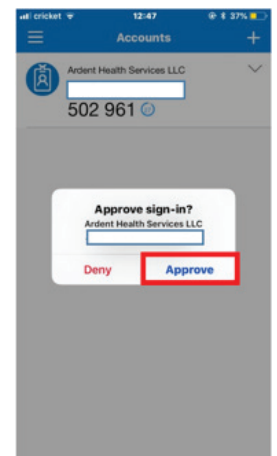 cricket 12:47 37%
Accounts
Ardent Health Services LLC
502 961
Approve sign-in?
Ardent Health Services LLC
Deny Approve